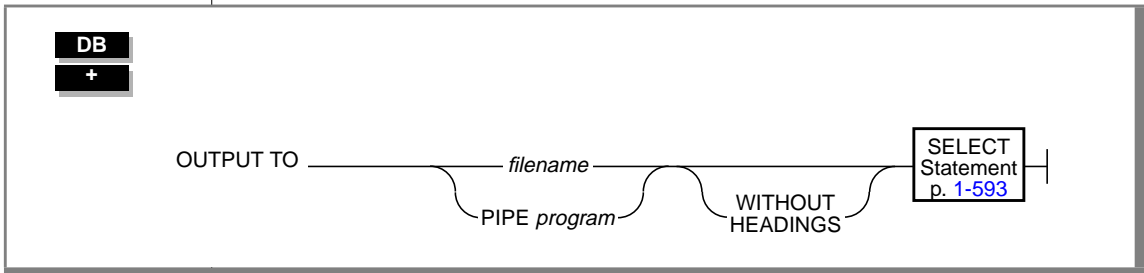 DB
+
OUTPUT TO
filename
PIPE program
WITHOUT
HEADINGS
SELECT
Statement
p. 1-593